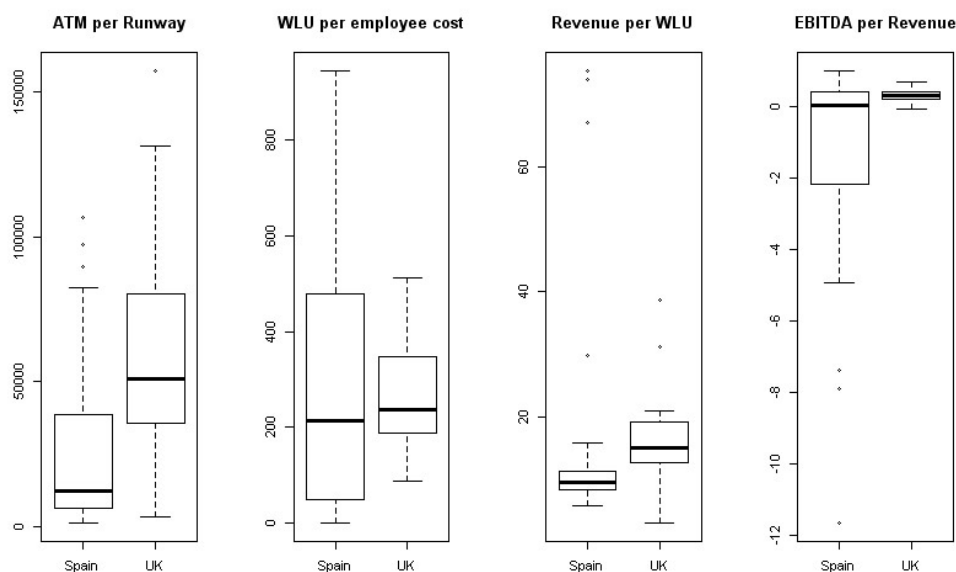 ATM per Runway
150000
100000
50000
0
Spain
UK
WLU per employee cost
800
600
400
200
0
Spain
UK
Revenue per WLU
60
40
20
Spain
UK
EBITDA per Revenue
0
-2
-4
-6
-8
-10
-12
Spain
UK